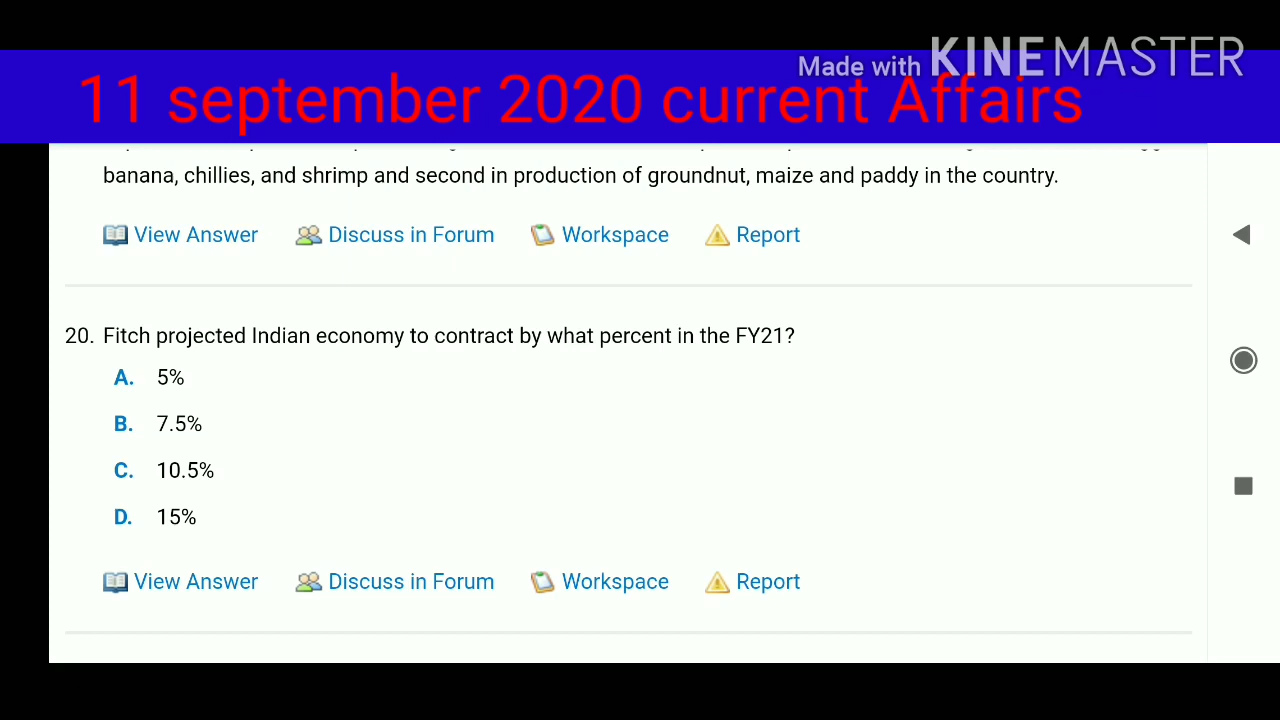 Made with KINEMASTER
11 september 2020 current Affairs
banana, chillies, and shrimp and second in production of groundnut, maize and paddy in the country.
View Answer Discuss in Forum Workspace Report
20. Fitch projected Indian economy to contract by what percent in the FY21?
A. 5%
B. 7.5%
C. 10.5%
D. 15%
View Answer Discuss in Forum Workspace Report